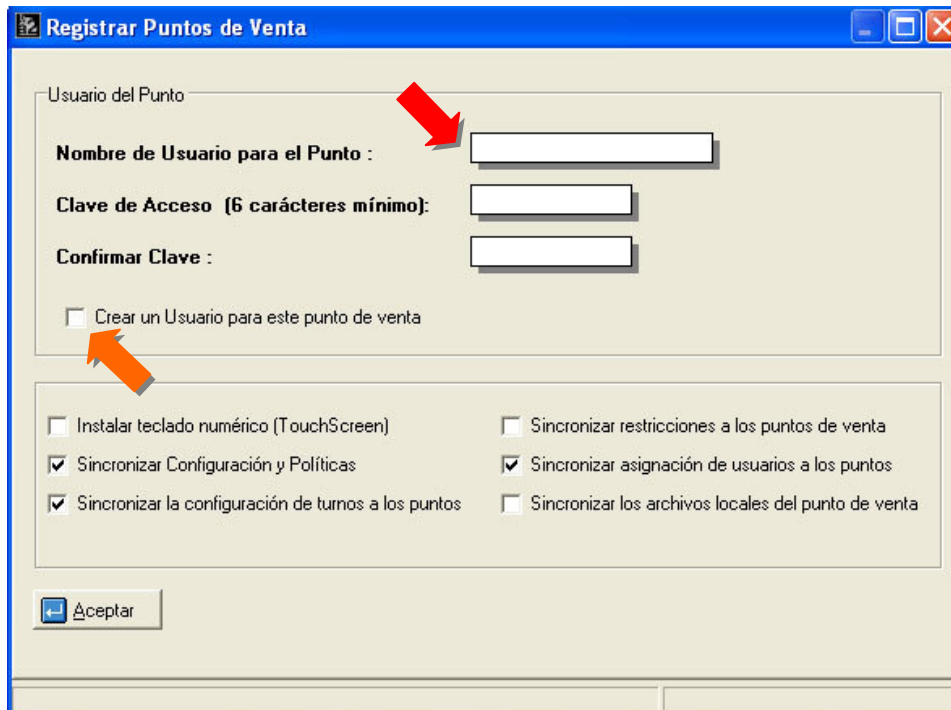 Registrar Puntos de Venta
Usuario del Punto
Nombre de Usuario para el Punto :
Clave de Acceso (6 carácteres mínimo):
Confirmar Clave :
Crear un Usuario para este punto de venta
Instalar teclado numérico (TouchScreen)
Sincronizar restricciones a los puntos de venta
Sincronizar Configuración y Políticas
Sincronizar asignación de usuarios a los puntos
Sincronizar la configuración de turnos a los puntos
Sincronizar los archivos locales del punto de venta
Aceptar